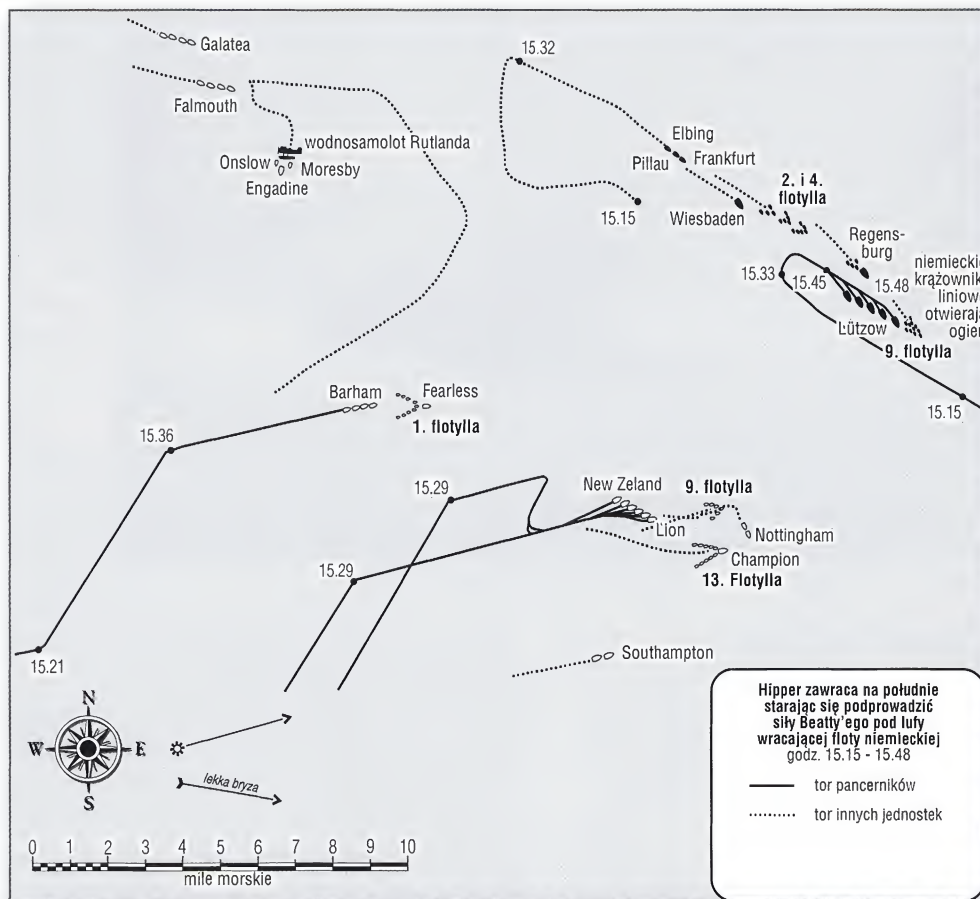 Galatea
15.32
Falmouth
Elbing
wodnosamolot Rutlanda
Pillau
Frankfurt
Onslow
Moresby
Engadine
2. i 4.
flotylla
15.15
Wiesbaden
Regens-
burg
15.33
15.45
15.48
krążownik
otwierają
Lützow
9. flotylla
15.15
Barham
Fearless
1. flotylla
15.36
15.29
New Zeland
9. flotylla
Lion
Nottingham
15.29
Champion
13. Flotylla
15.21
Southampton
N
W
E
S
lekka bryza
Hipper zawraca na południe
starając się podprowadzić
siły Beatty'ego pod lufy
wracającej floty niemieckiej
godz. 15.15 - 15.48
tor pancerników
tor innych jednostek
0 1 2 3 4 5 6 7 8 9 10
mile morskie